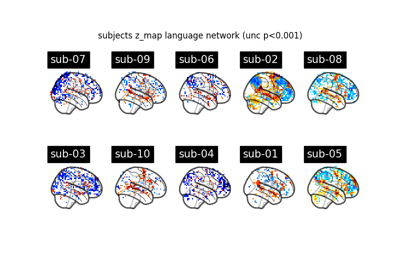 subjects z_map language network (unc p<0.001)
sub-07 sub-09 sub-06 sub-02 sub-08
sub-03 sub-10 sub-04 sub-01 sub-05